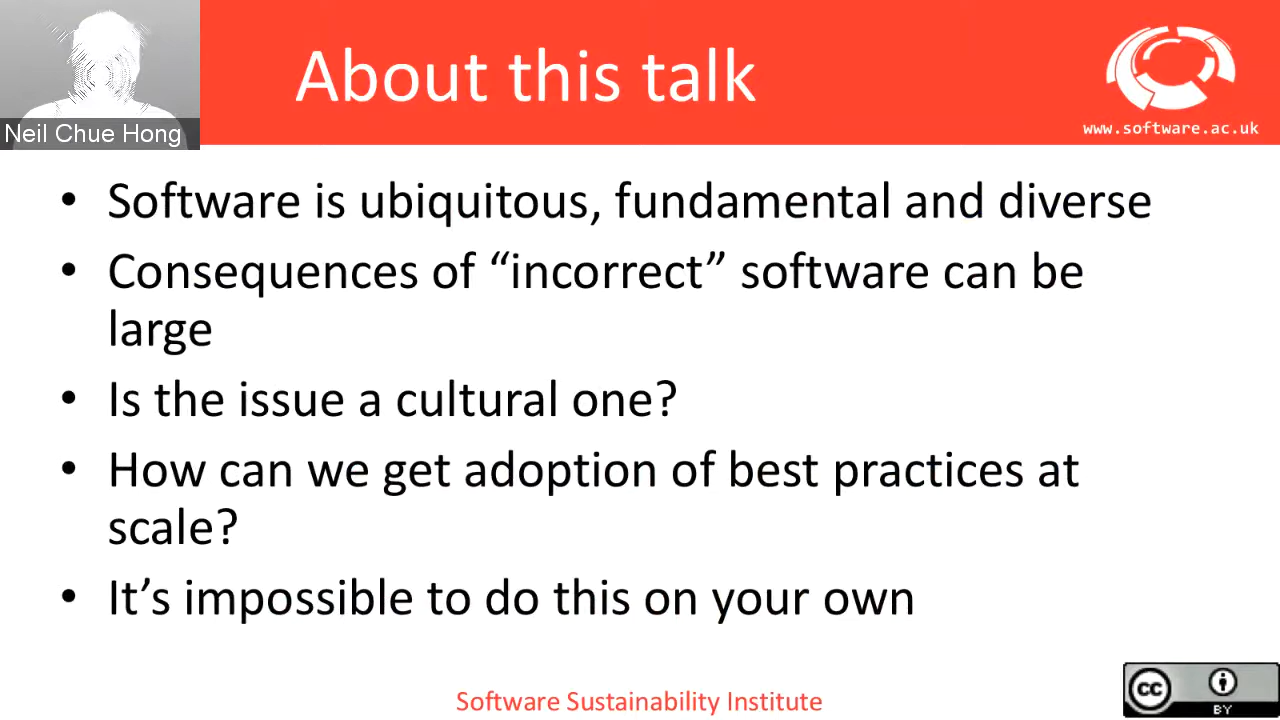 About this talk
www.software.ac.uk
Neil Chue Hong
• Software is ubiquitous, fundamental and diverse
• Consequences of “incorrect” software can be
large
• Is the issue a cultural one?
• How can we get adoption of best practices at
scale?
• It’s impossible to do this on your own
Software Sustainability Institute
cc
BY